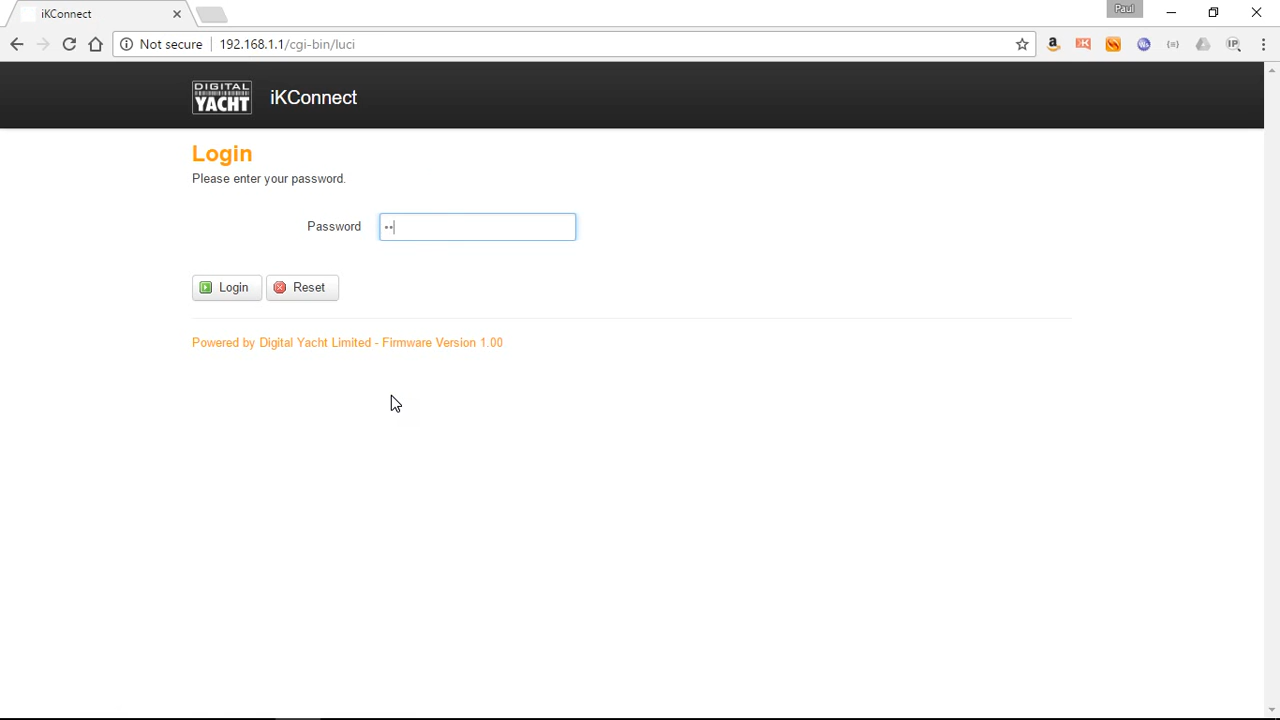 iKConnect
Paul
Not secure 192.168.1.1/cgi-bin/luci
DIGITAL
YACHT
iKConnect
Login
Please enter your password.
Password ••
Login Reset
Powered by Digital Yacht Limited - Firmware Version 1.00